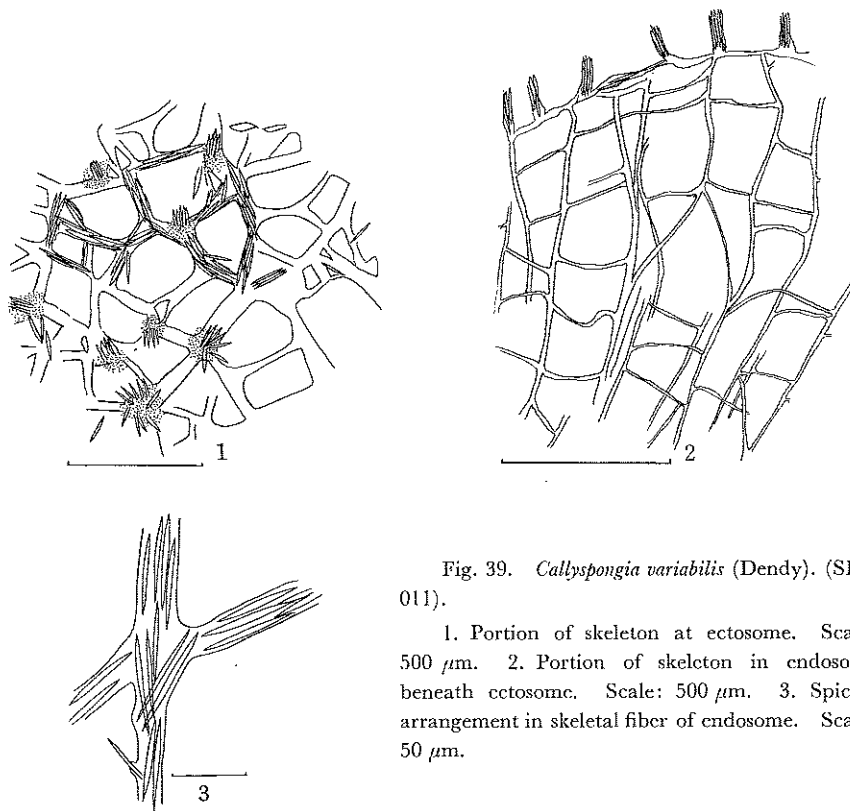 1
2
3
Fig. 39. Callyspongia variabilis (Dendy). (SI
011).
1. Portion of skeleton at ectosome. Sca
500 μm. 2. Portion of skeleton in endoso
beneath ectosome. Scale: 500 μm. 3. Spic
arrangement in skeletal fiber of endosome. Sca
50 μm.